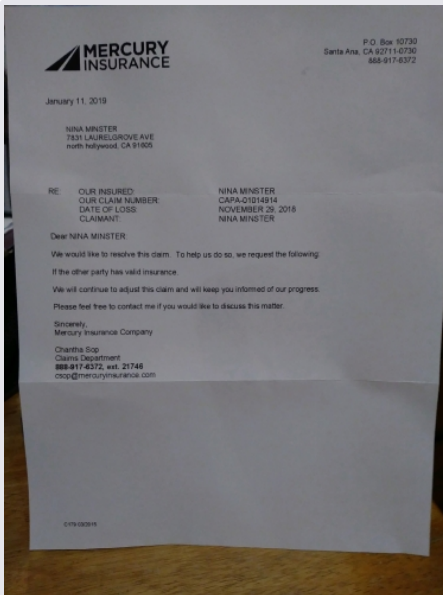 MERCURY
INSURANCE
P.O. Box 10730
Santa Ana, CA 92711-0730
888-917-6372
January 11, 2019
NINA MINSTER
7831 LAURELGROVE AVE
north hollywood, CA 91605
RE: OUR INSURED: NINA MINSTER
OUR CLAIM NUMBER: CAPA-01014914
DATE OF LOSS: NOVEMBER 29, 2018
CLAIMANT: NINA MINSTER
Dear NINA MINSTER:
We would like to resolve this claim. To help us do so, we request the following:
If the other party has valid insurance.
We will continue to adjust this claim and will keep you informed of our progress.
Please feel free to contact me if you would like to discuss this matter.
Sincerely,
Mercury Insurance Company
Chantha Sop
Claims Department
888-917-6372, ext. 21746
csop@mercuryinsurance.com